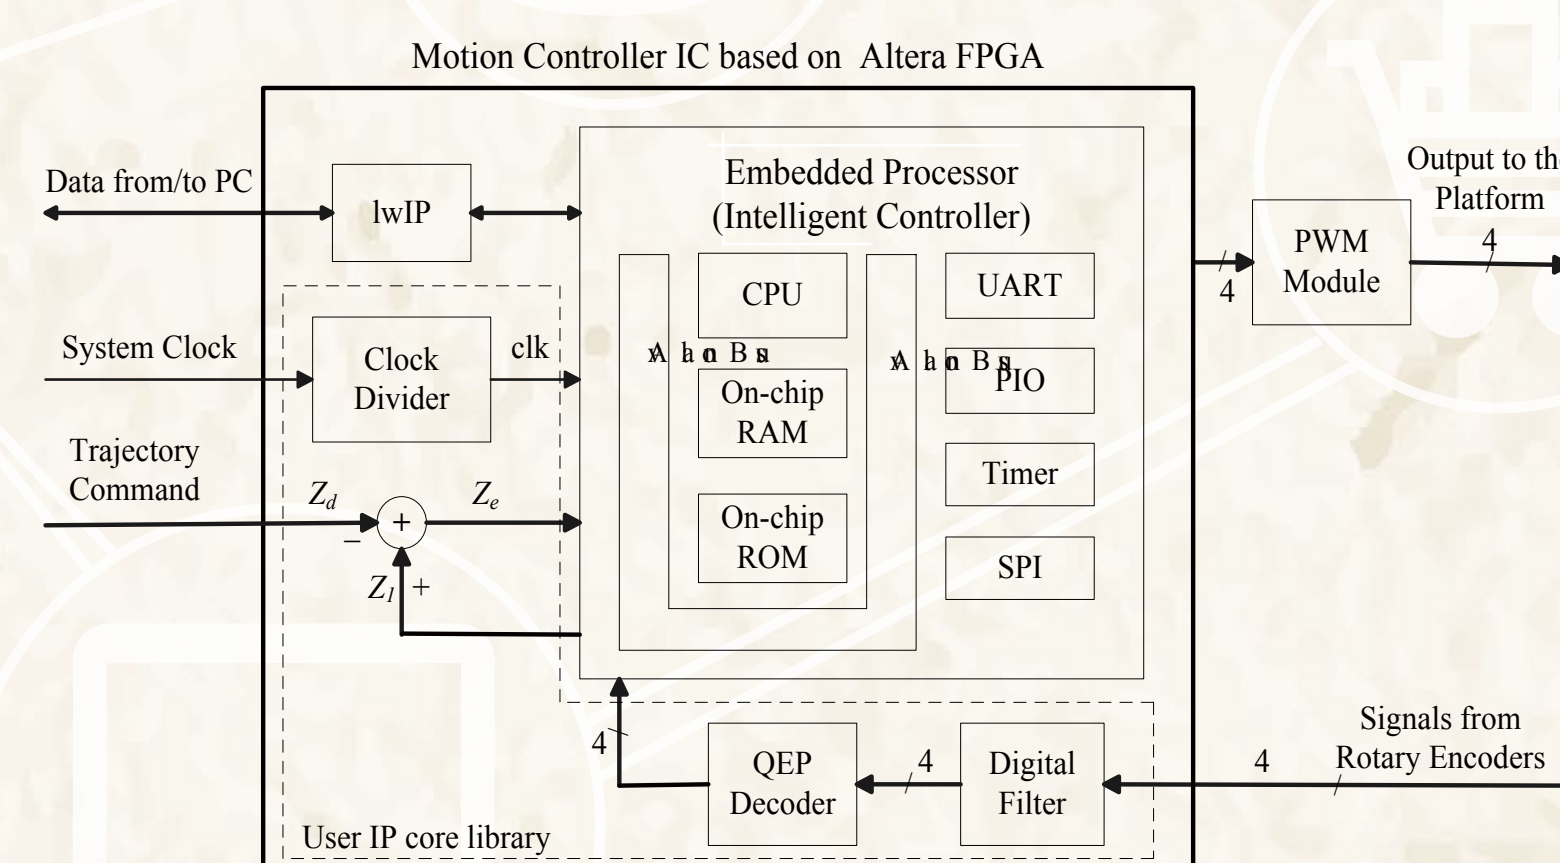 Motion Controller IC based on Altera FPGA
Data from/to PC
lwIP
Embedded Processor
(Intelligent Controller)
Output to the
Platform
PWM
Module
4
4
CPU
UART
System Clock
Clock
Divider
clk
On-chip
RAM
PIO
Trajectory
Command
Zd
Ze
+
−
Z1 +
On-chip
ROM
Timer
SPI
4
QEP
Decoder
4
Digital
Filter
4
Signals from
Rotary Encoders
User IP core library